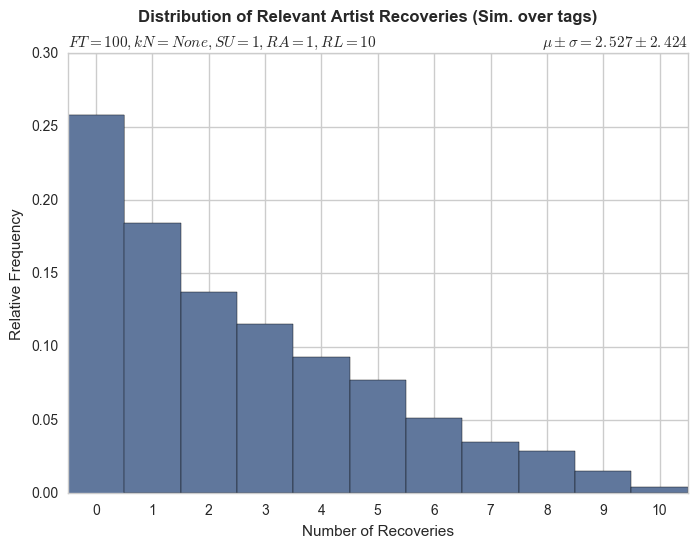 Distribution of Relevant Artist Recoveries (Sim. over tags)
FT = 100, kN = None, SU = 1, RA = 1, RL = 10
μ ± σ = 2.527 ± 2.424
0.30
0.25
0.20
0.15
0.10
0.05
0.00
Relative Frequency
0 1 2 3 4 5 6 7 8 9 10
Number of Recoveries